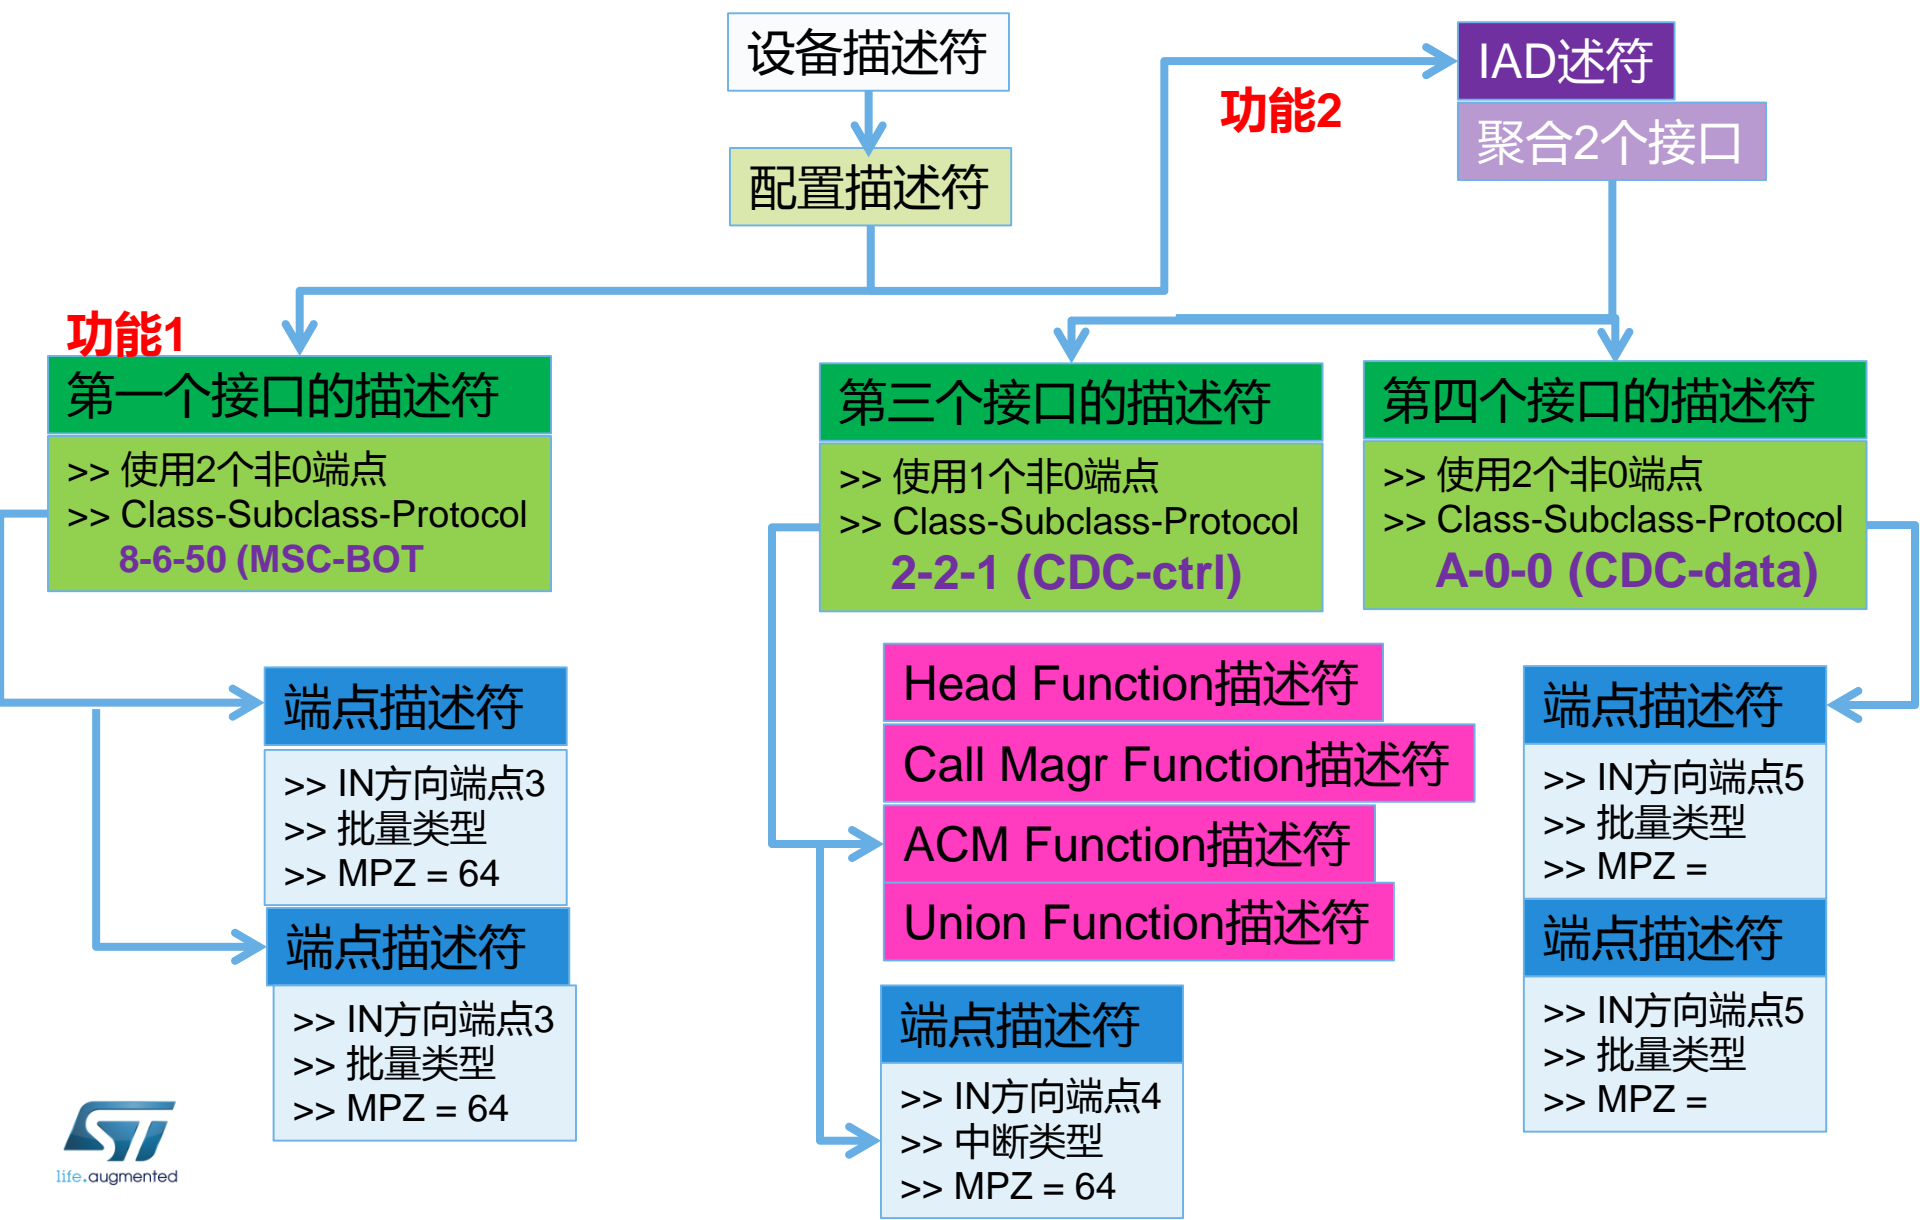 设备描述符
配置描述符
功能2
IAD述符
聚合2个接口
功能1
第一个接口的描述符
>> 使用2个非0端点
>> Class-Subclass-Protocol
8-6-50 (MSC-BOT
端点描述符
>> IN方向端点3
>> 批量类型
>> MPZ = 64
端点描述符
>> IN方向端点3
>> 批量类型
>> MPZ = 64
第三个接口的描述符
>> 使用1个非0端点
>> Class-Subclass-Protocol
2-2-1 (CDC-ctrl)
Head Function描述符
Call Magr Function描述符
ACM Function描述符
Union Function描述符
端点描述符
>> IN方向端点4
>> 中断类型
>> MPZ = 64
第四个接口的描述符
>> 使用2个非0端点
>> Class-Subclass-Protocol
A-0-0 (CDC-data)
端点描述符
>> IN方向端点5
>> 批量类型
>> MPZ =
端点描述符
>> IN方向端点5
>> 批量类型
>> MPZ =
ST
life.augmented